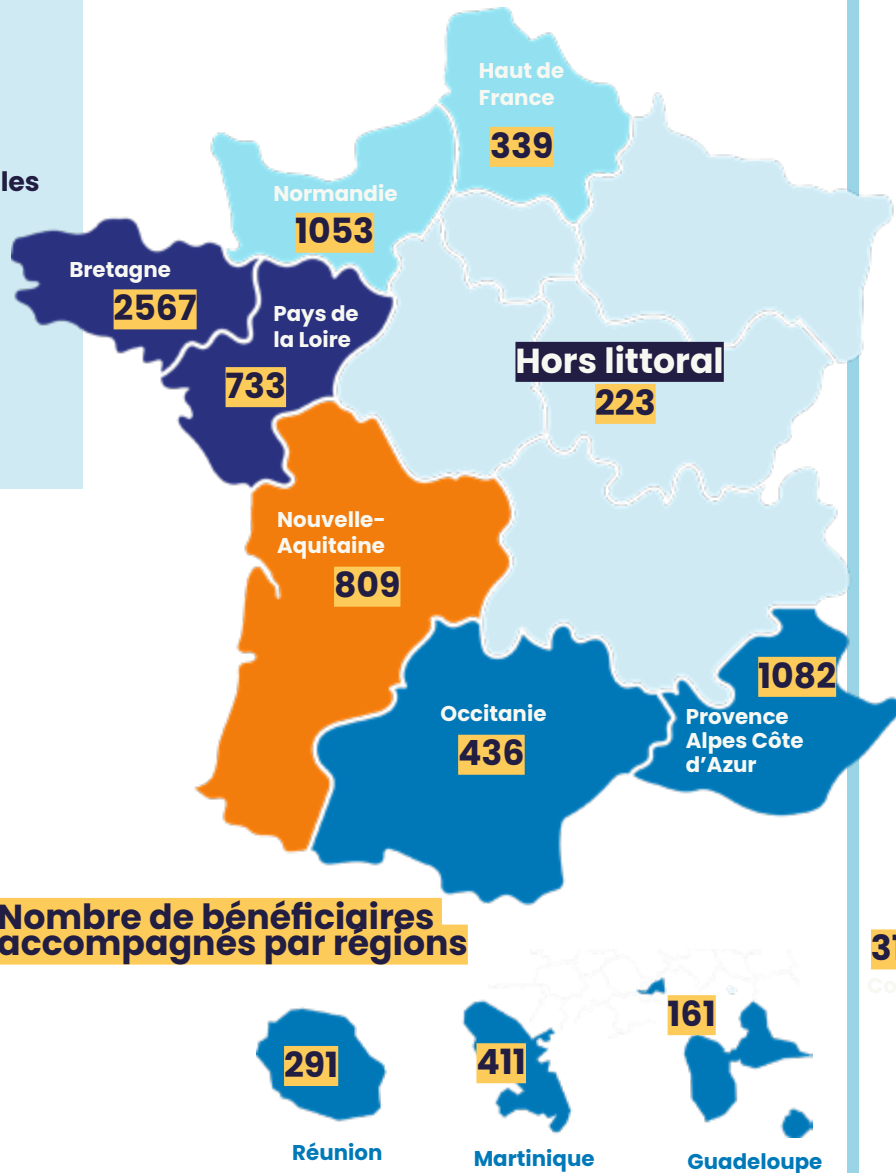 Haut de
France
339
les
Normandie
1053
Bretagne
2567
Pays de
la Loire
733
Hors littoral
223
Nouvelle-
Aquitaine
809
1082
Provence
Alpes Côte
d'Azur
Occitanie
436
Nombre de bénéficiaires
accompagnés par régions
291
411
161
Réunion
Martinique
Guadeloupe